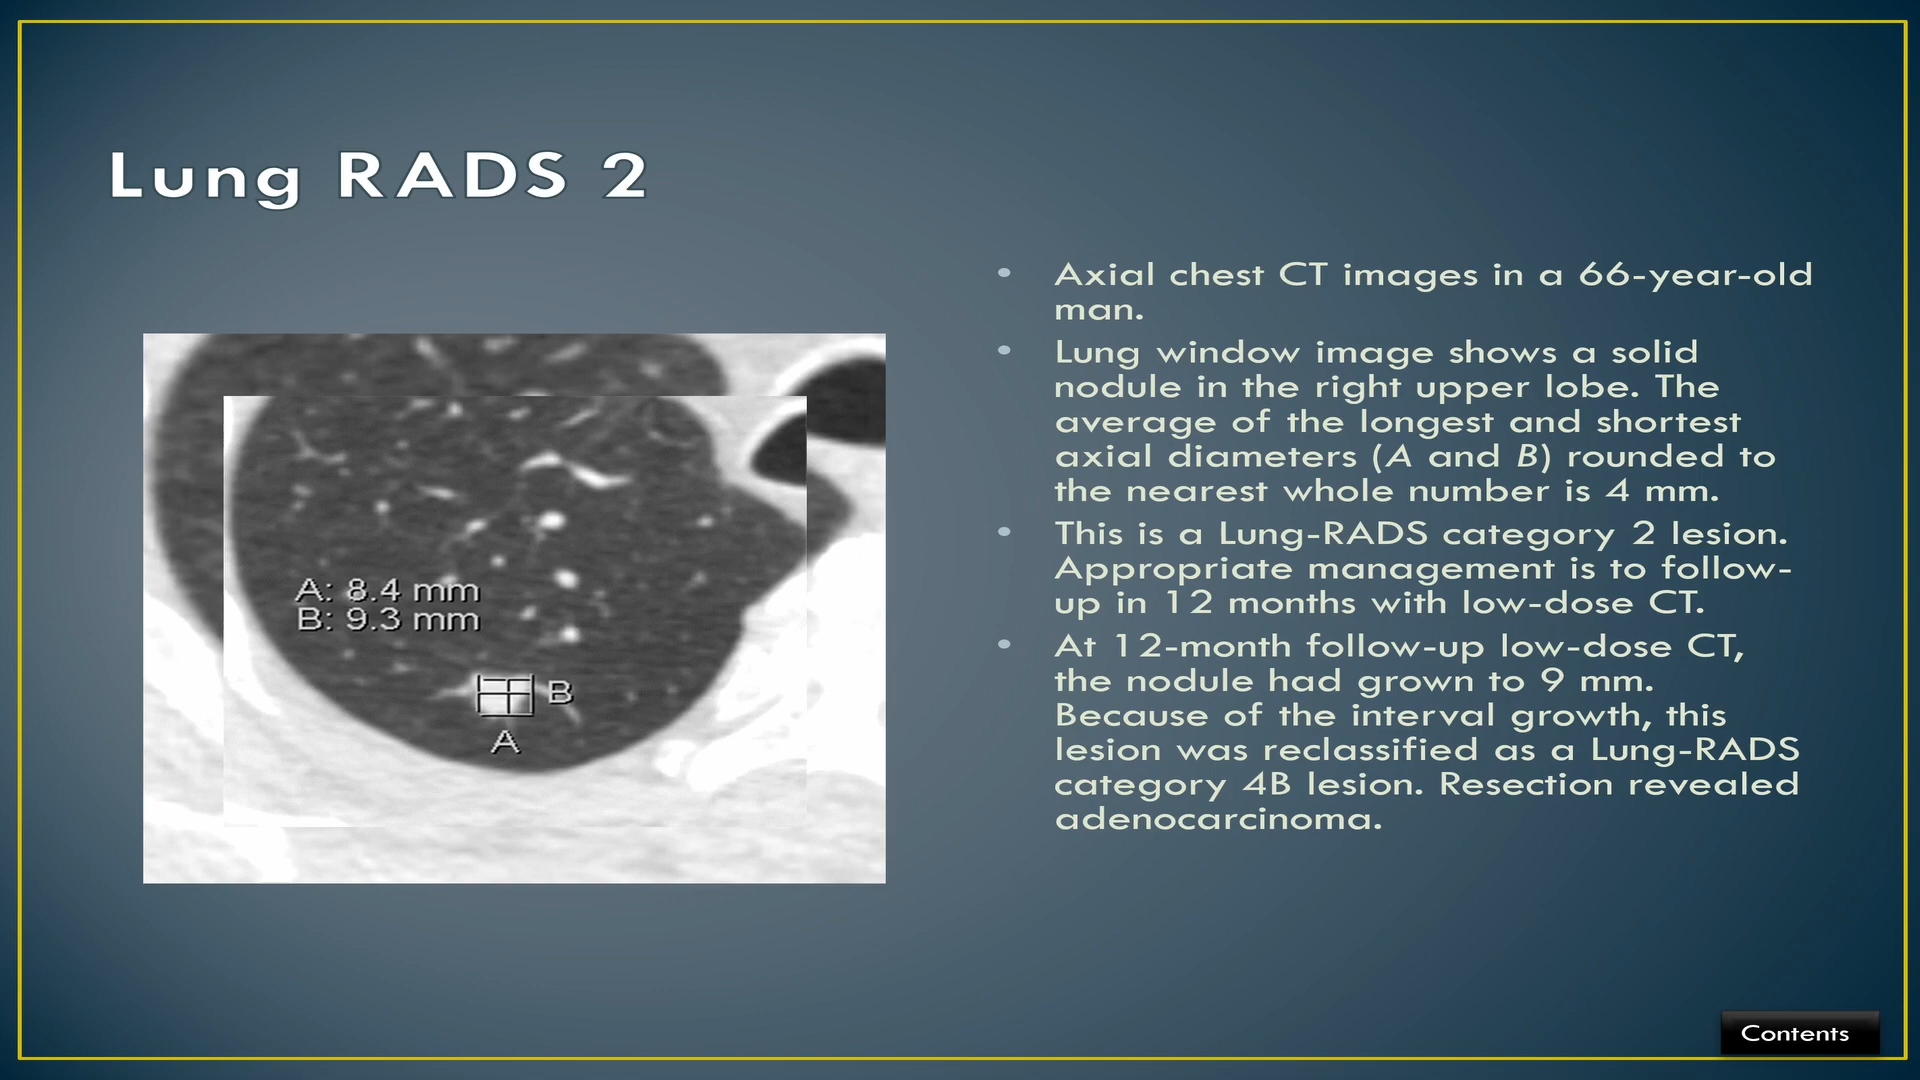 Lung RADS 2
• Axial chest CT images in a 66-year-old
man.
• Lung window image shows a solid
nodule in the right upper lobe. The
average of the longest and shortest
axial diameters (A and B) rounded to
the nearest whole number is 4 mm.
• This is a Lung-RADS category 2 lesion.
Appropriate management is to follow-
up in 12 months with low-dose CT.
• At 12-month follow-up low-dose CT,
the nodule had grown to 9 mm.
Because of the interval growth, this
lesion was reclassified as a Lung-RADS
category 4B lesion. Resection revealed
adenocarcinoma.
A: 8.4 mm
B: 9.3 mm
B
A
Contents